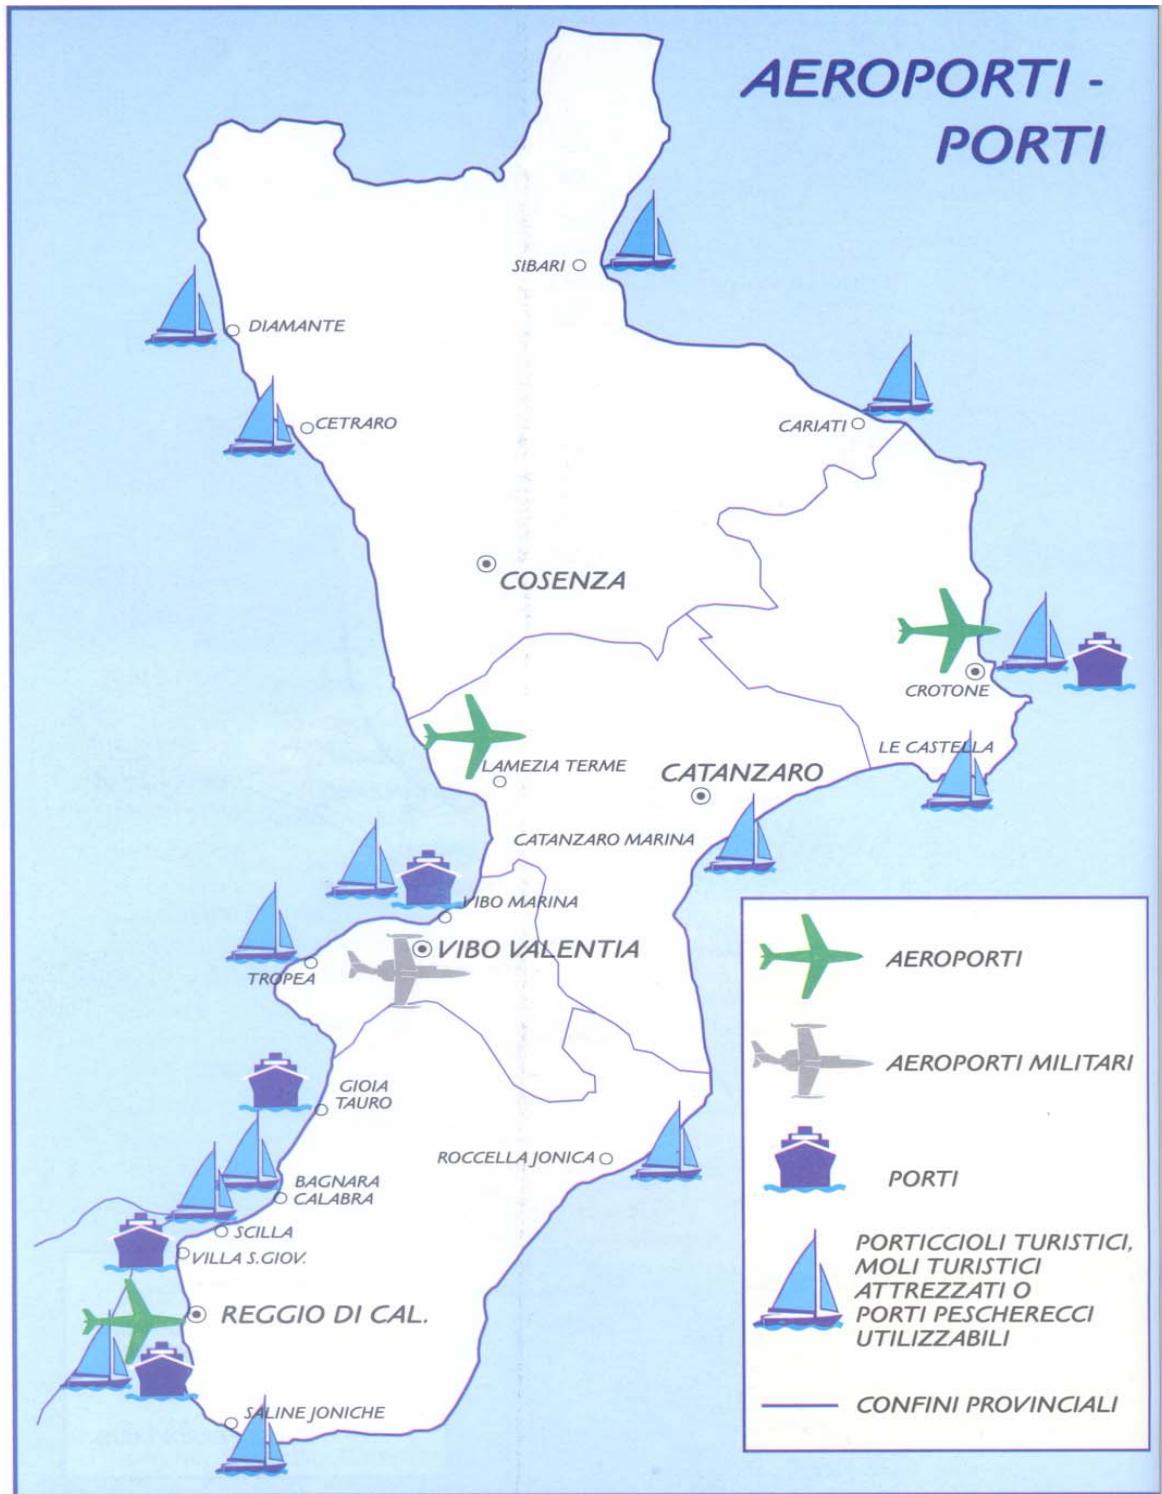 AEROPORTI -
PORTI
SIBARI
DIAMANTE
CETRARO
CARIATI
COSENZA
CROTONE
LE CASTELLA
LAMEZIA TERME
CATANZARO
CATANZARO MARINA
VIBO MARINA
VIBO VALENTIA
TROPEA
GIOIA
TAURO
ROCCELLA JONICA
BAGNARA
CALABRA
SCILLA
VILLA S.GIOV.
REGGIO DI CAL.
SALINE JONICHE
AEROPORTI
AEROPORTI MILITARI
PORTI
PORTICCIOLI TURISTICI,
MOLI TURISTICI
ATTREZZATI O
PORTI PESCHERECCI
UTILIZZABILI
CONFINI PROVINCIALI